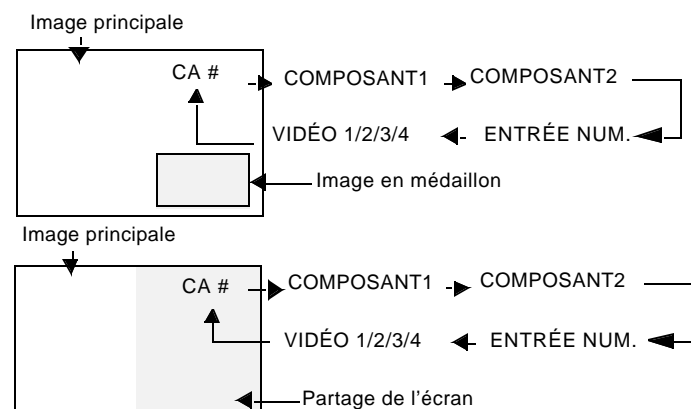 Image principale
CA # COMPOSANT1 COMPOSANT2
VIDÉO 1/2/3/4 ENTRÉE NUM.
Image en médaillon
Image principale
CA # COMPOSANT1 COMPOSANT2
VIDÉO 1/2/3/4 ENTRÉE NUM.
Partage de l'écran